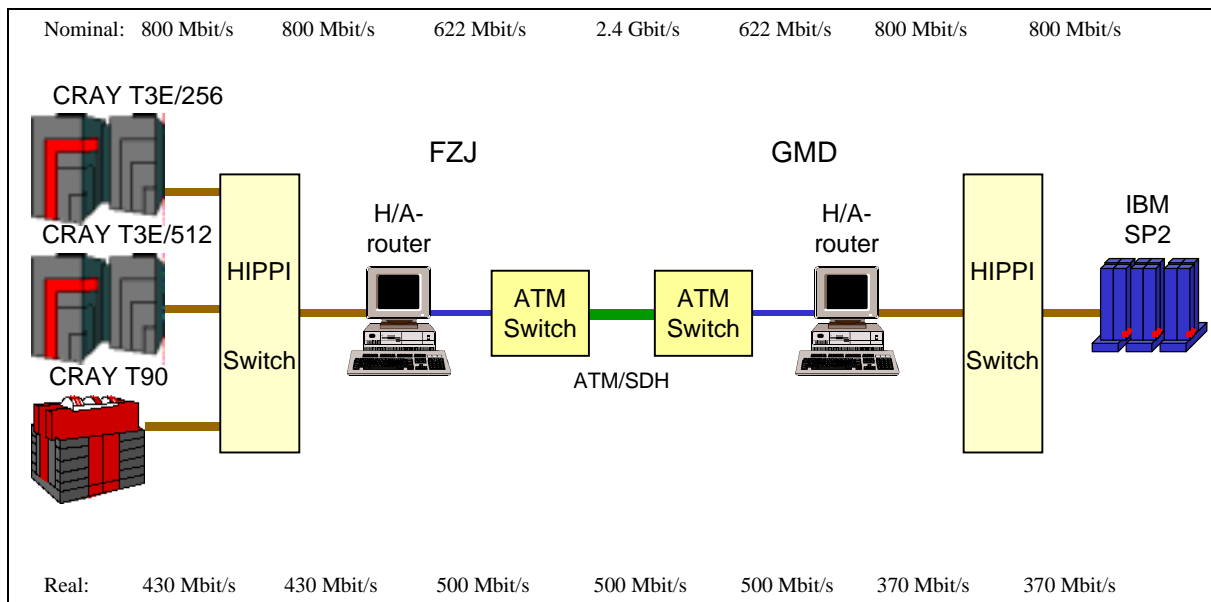 Nominal: 800 Mbit/s 800 Mbit/s 622 Mbit/s 2.4 Gbit/s 622 Mbit/s 800 Mbit/s 800 Mbit/s
CRAY T3E/256
FZJ GMD
H/A-
router
H/A-
router
IBM
SP2
CRAY T3E/512
HIPPI
Switch
ATM
Switch
ATM
Switch
HIPPI
Switch
CRAY T90
ATM/SDH
Real: 430 Mbit/s 430 Mbit/s 500 Mbit/s 500 Mbit/s 500 Mbit/s 370 Mbit/s 370 Mbit/s